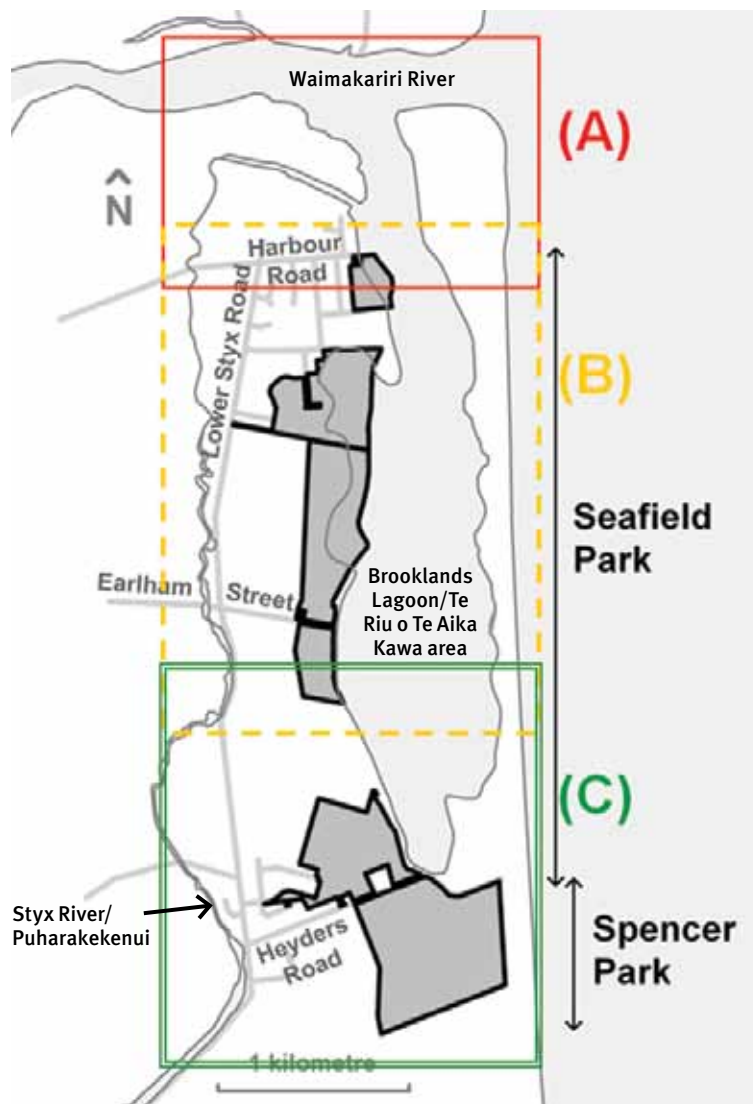 Waimakariri River
(A)
N
Harbour
Road
Lower Styx Road
(B)
Seafield
Park
Earlham Street
Brooklands
Lagoon/Te
Riu o Te Aika
Kawa area
(C)
Styx River/
Puharakekenui
Heyders
Road
Spencer
Park
1 kilometre